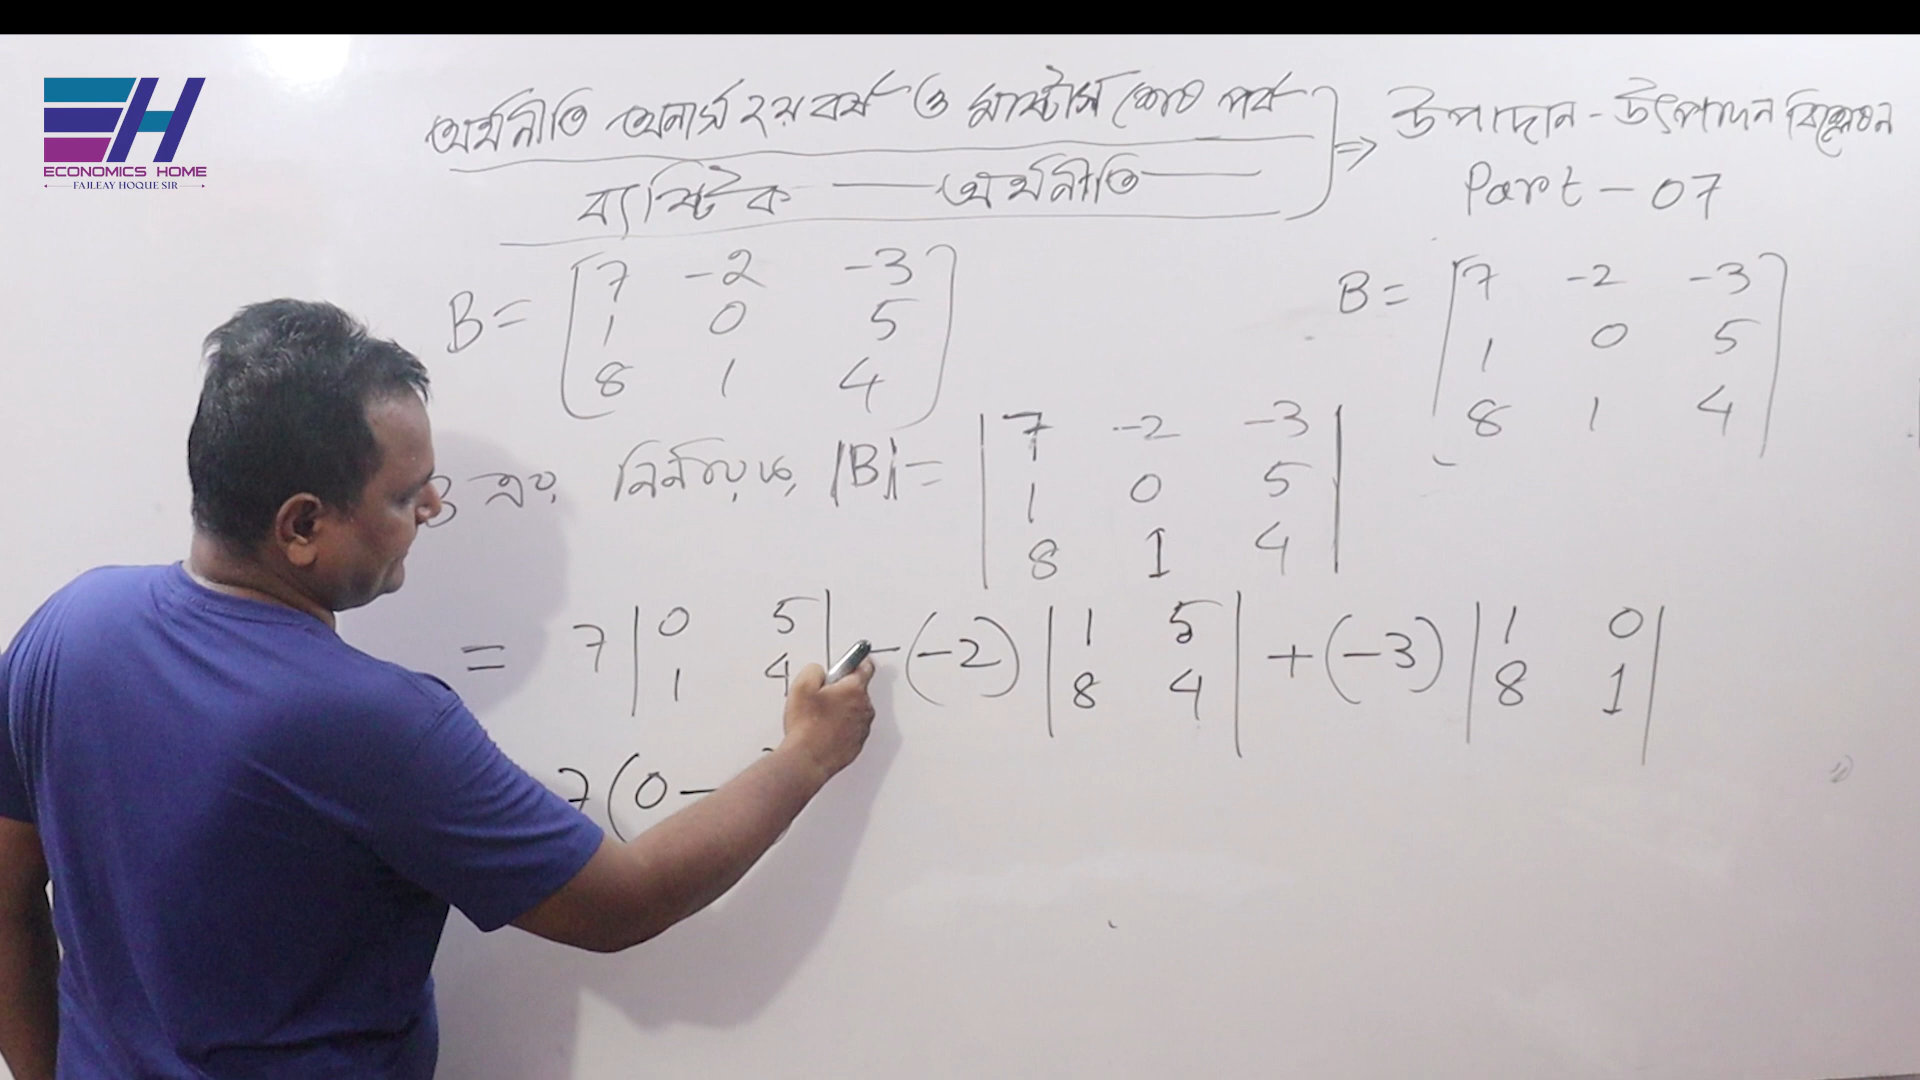 ECONOMICS HOME
FAJLEAY HOQUE SIR
অর্থনীতি অনার্স ২য় বর্ষ ও মাস্টার্স শেষ পর্ব
ব্যষ্টিক — অর্থনীতি
⇒ উপাদান - উৎপাদন বিশ্লেষন
Part - 07
B = [7 -2 -3
1 0 5
8 1 4]
B = [7 -2 -3
1 0 5
8 1 4]
B এর নির্নায়ক, |B| = |7 -2 -3|
|1 0 5|
|8 1 4|
= 7 |0 5| - (-2) |1 5| + (-3) |1 0|
|1 4| |8 4| |8 1|
7(0 -